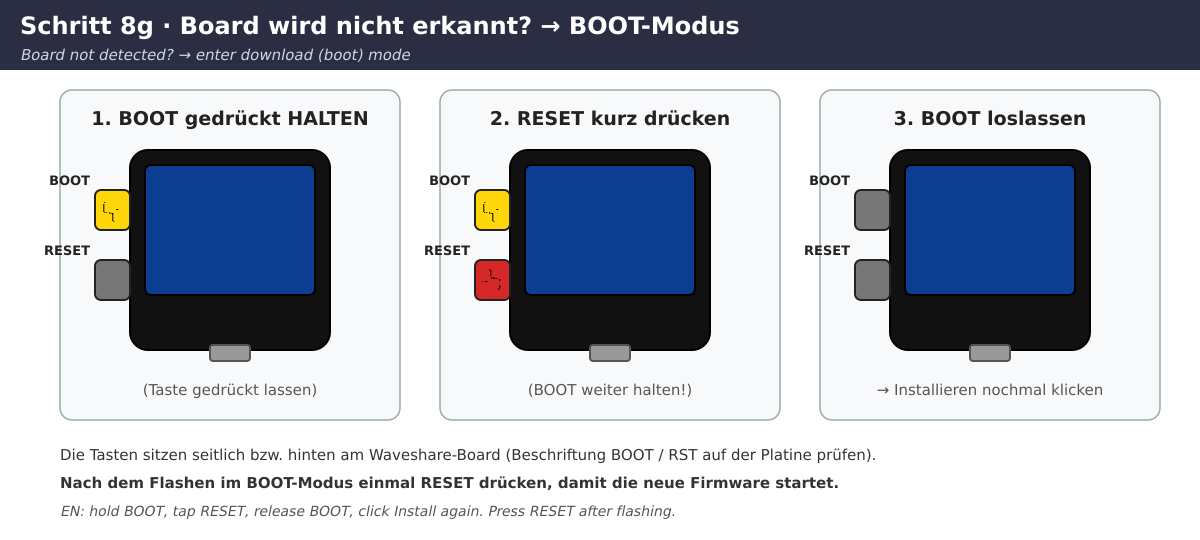 Schritt 8g · Board wird nicht erkannt? → BOOT-Modus
Board not detected? → enter download (boot) mode
1. BOOT gedrückt HALTEN
BOOT
RESET
(Taste gedrückt lassen)
2. RESET kurz drücken
BOOT
RESET
(BOOT weiter halten!)
3. BOOT loslassen
BOOT
RESET
→ Installieren nochmal klicken
Die Tasten sitzen seitlich bzw. hinten am Waveshare-Board (Beschriftung BOOT / RST auf der Platine prüfen).
Nach dem Flashen im BOOT-Modus einmal RESET drücken, damit die neue Firmware startet.
EN: hold BOOT, tap RESET, release BOOT, click Install again. Press RESET after flashing.